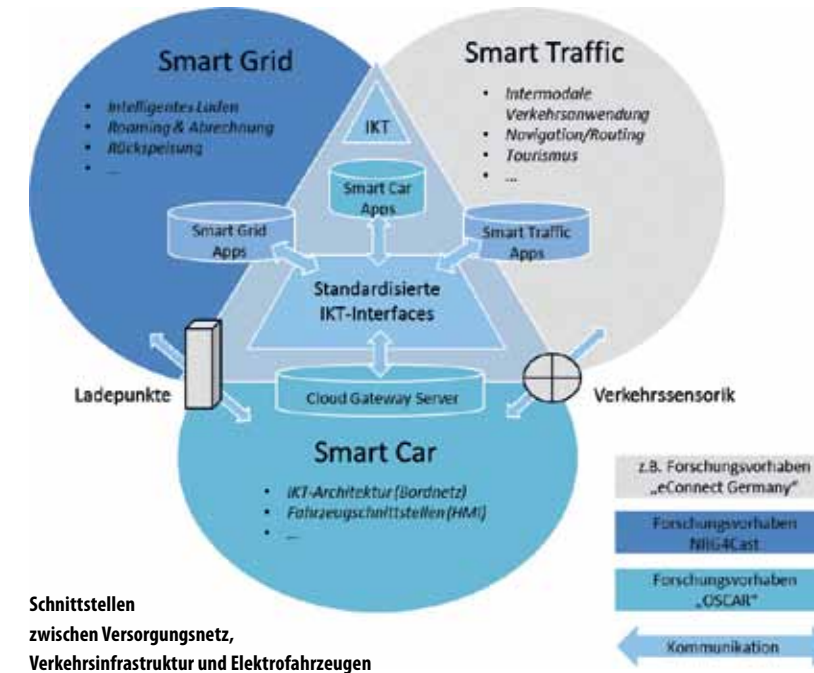 Smart Grid
• Intelligentes Laden
• Roaming & Abrechnung
• Rückspeisung
• ...
Smart Traffic
• Intermodale
Verkehrsanwendung
• Navigation/Routing
• Tourismus
• ...
IKT
Smart Car
Apps
Smart Grid
Apps
Smart Traffic
Apps
Standardisierte
IKT-Interfaces
Ladepunkte
Verkehrssensorik
Cloud Gateway Server
Smart Car
• IKT-Architektur (Bordnetz)
• Fahrzeugschnittstellen (HMI)
• ...
z.B. Forschungsvorhaben
„eConnect Germany"
Forschungsvorhaben
Forschungsvorhaben
„OSCAR"
Kommunikation
Schnittstellen
zwischen Versorgungsnetz,
Verkehrsinfrastruktur und Elektrofahrzeugen